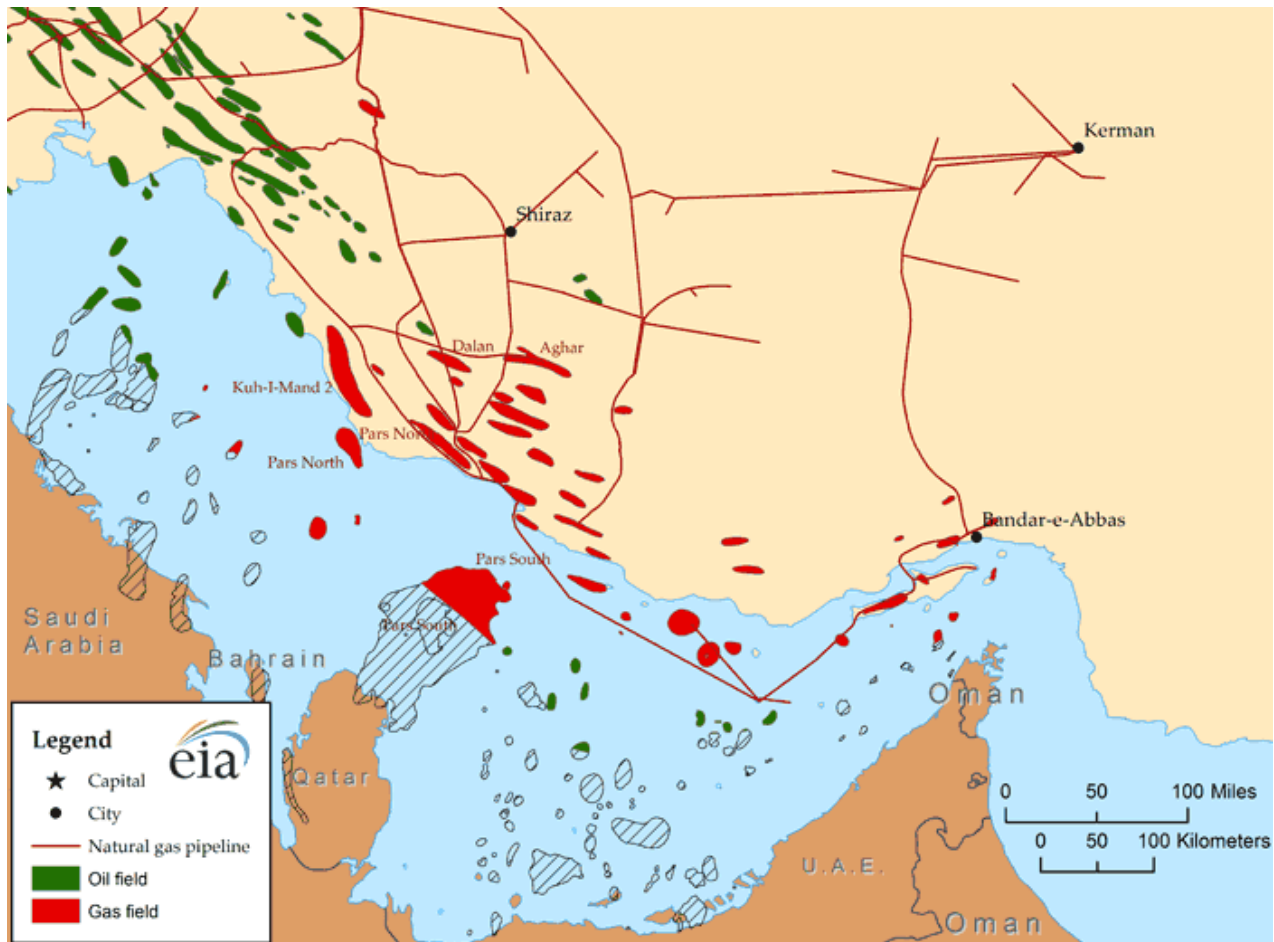 Kerman
Shiraz
Dalan
Aghar
Kuh-I-Mand 2
Pars Nor
Pars North
Bandar-e-Abbas
Pars South
Pars South
Saudi
Arabia
Bahrain
Oman
Qatar
U.A.E.
Oman
Legend
eia
Capital
City
Natural gas pipeline
Oil field
Gas field
0 50 100 Miles
0 50 100 Kilometers